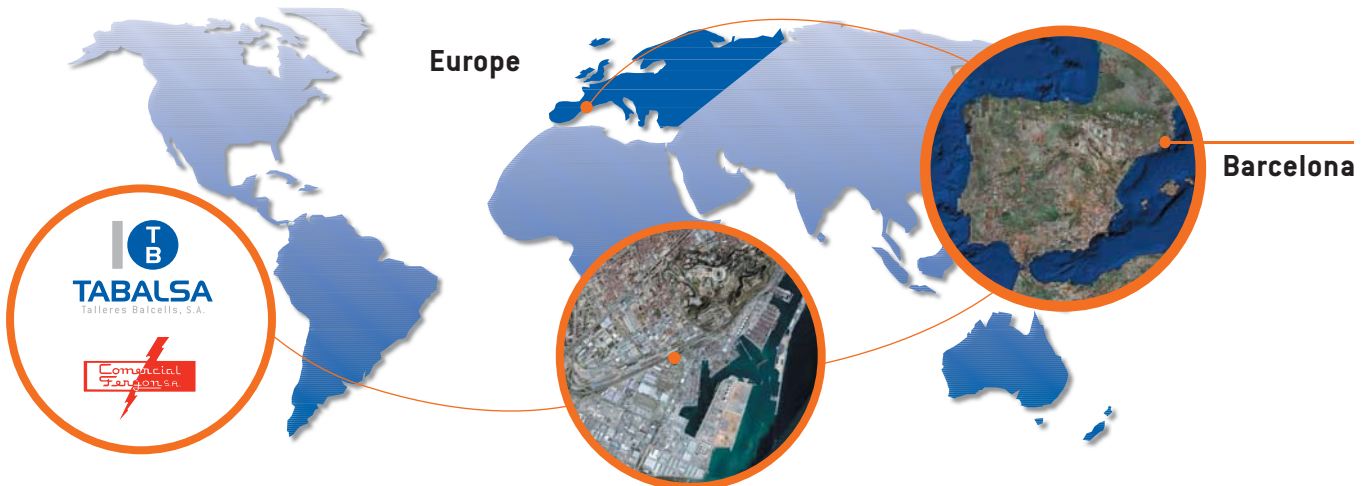 Europe
Barcelona
T
B
TABALSA
Talleres Balcells, S.A.
Comercial
Fergon S.A.